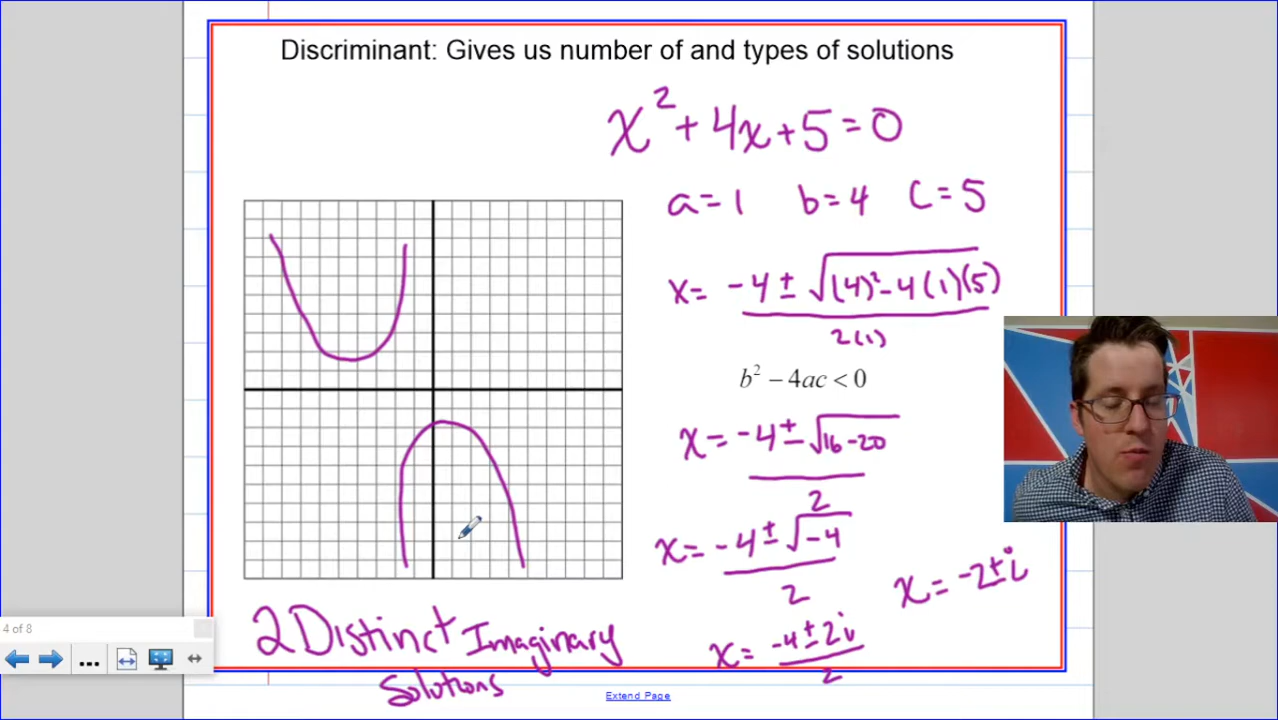 Discriminant: Gives us number of and types of solutions
x² + 4x + 5 = 0
a = 1 b = 4 c = 5
x = -4 ± √(4)² - 4(1)(5)
2(1)
b² − 4ac < 0
x = -4 ± √16 - 20
2
x = -4 ± √-4
2
x = -2 ± i
x = -4 ± 2i
2
2 Distinct Imaginary
Solutions
4 of 8
...
Extend Page